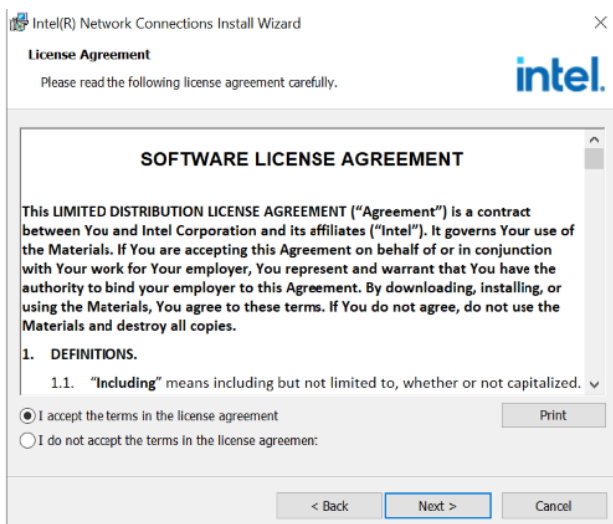 Intel(R) Network Connections Install Wizard
License Agreement
Please read the following license agreement carefully.
intel.
SOFTWARE LICENSE AGREEMENT
This LIMITED DISTRIBUTION LICENSE AGREEMENT (“Agreement”) is a contract
between You and Intel Corporation and its affiliates (“Intel”). It governs Your use of
the Materials. If You are accepting this Agreement on behalf of or in conjunction
with Your work for Your employer, You represent and warrant that You have the
authority to bind your employer to this Agreement. By downloading, installing, or
using the Materials, You agree to these terms. If You do not agree, do not use the
Materials and destroy all copies.
1. DEFINITIONS.
1.1. “Including” means including but not limited to, whether or not capitalized.
I accept the terms in the license agreement
Print
I do not accept the terms in the license agreement
< Back
Next >
Cancel